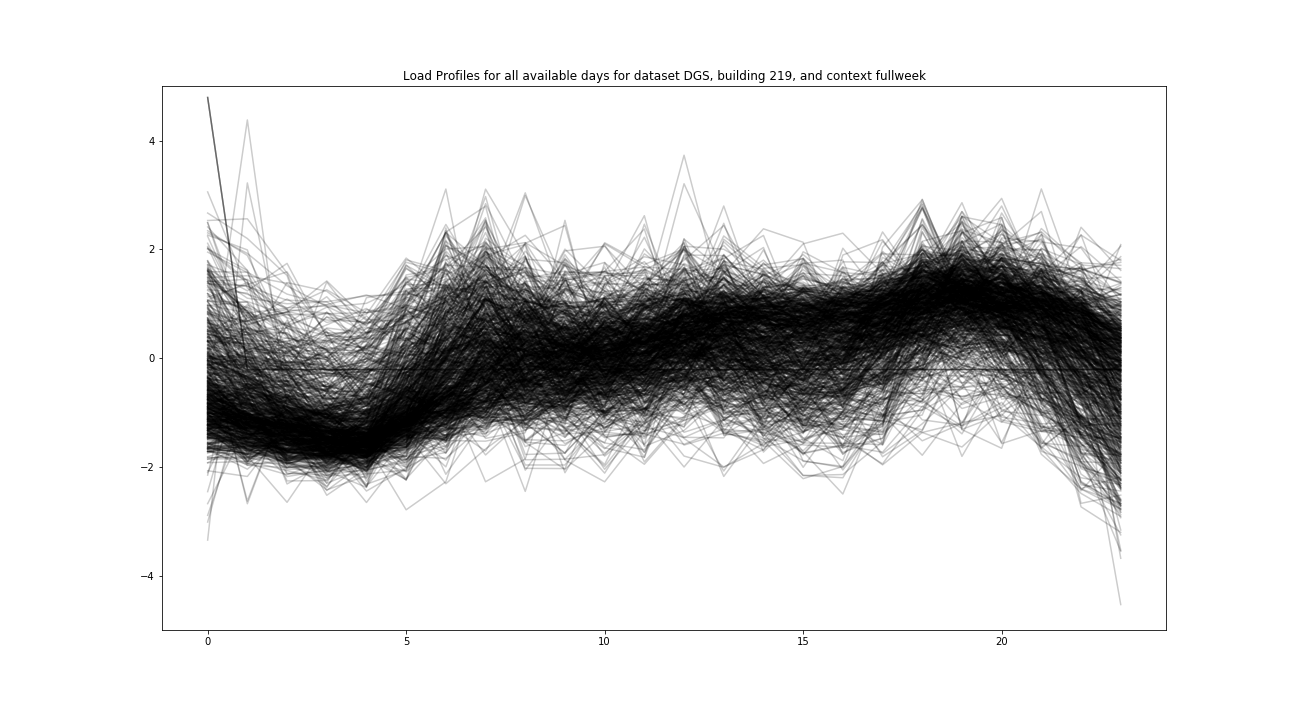 Load Profiles for all available days for dataset DGS, building 219, and context fullweek
4
2
0
−2
−4
0 5 10 15 20